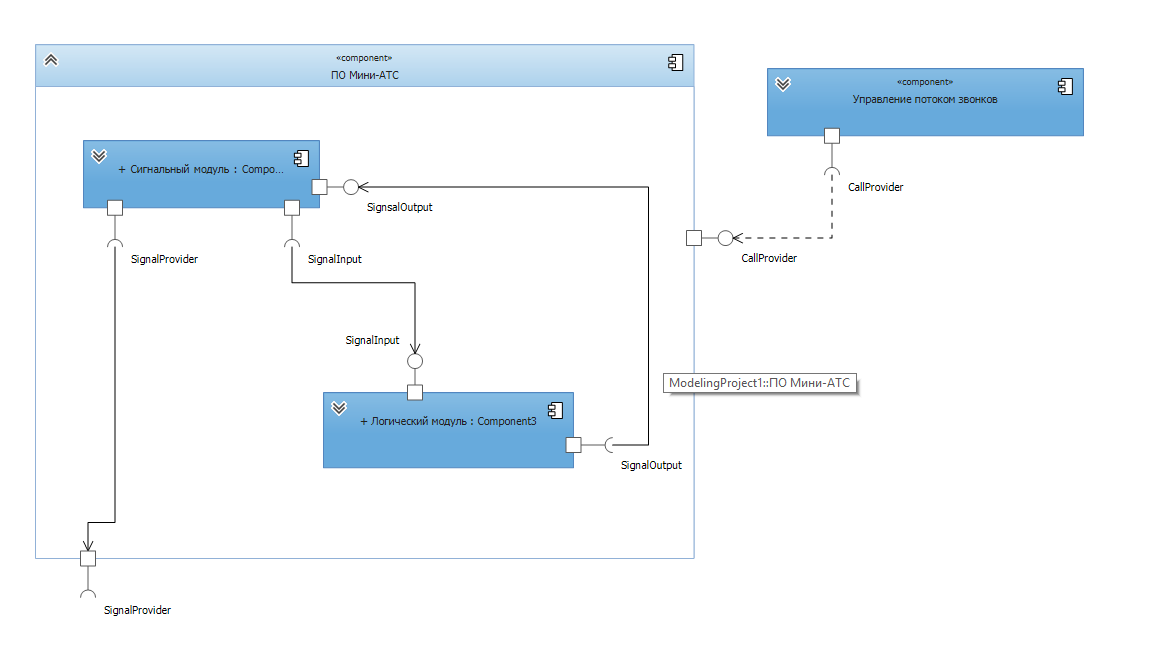 «component»
ПО Мини-АТС
«component»
Управление потоком звонков
+ Сигнальный модуль : Compo...
CallProvider
SignsalOutput
SignalProvider
SignalInput
CallProvider
SignalInput
ModelingProject1::ПО Мини-АТС
+ Логический модуль : Component3
SignalOutput
SignalProvider